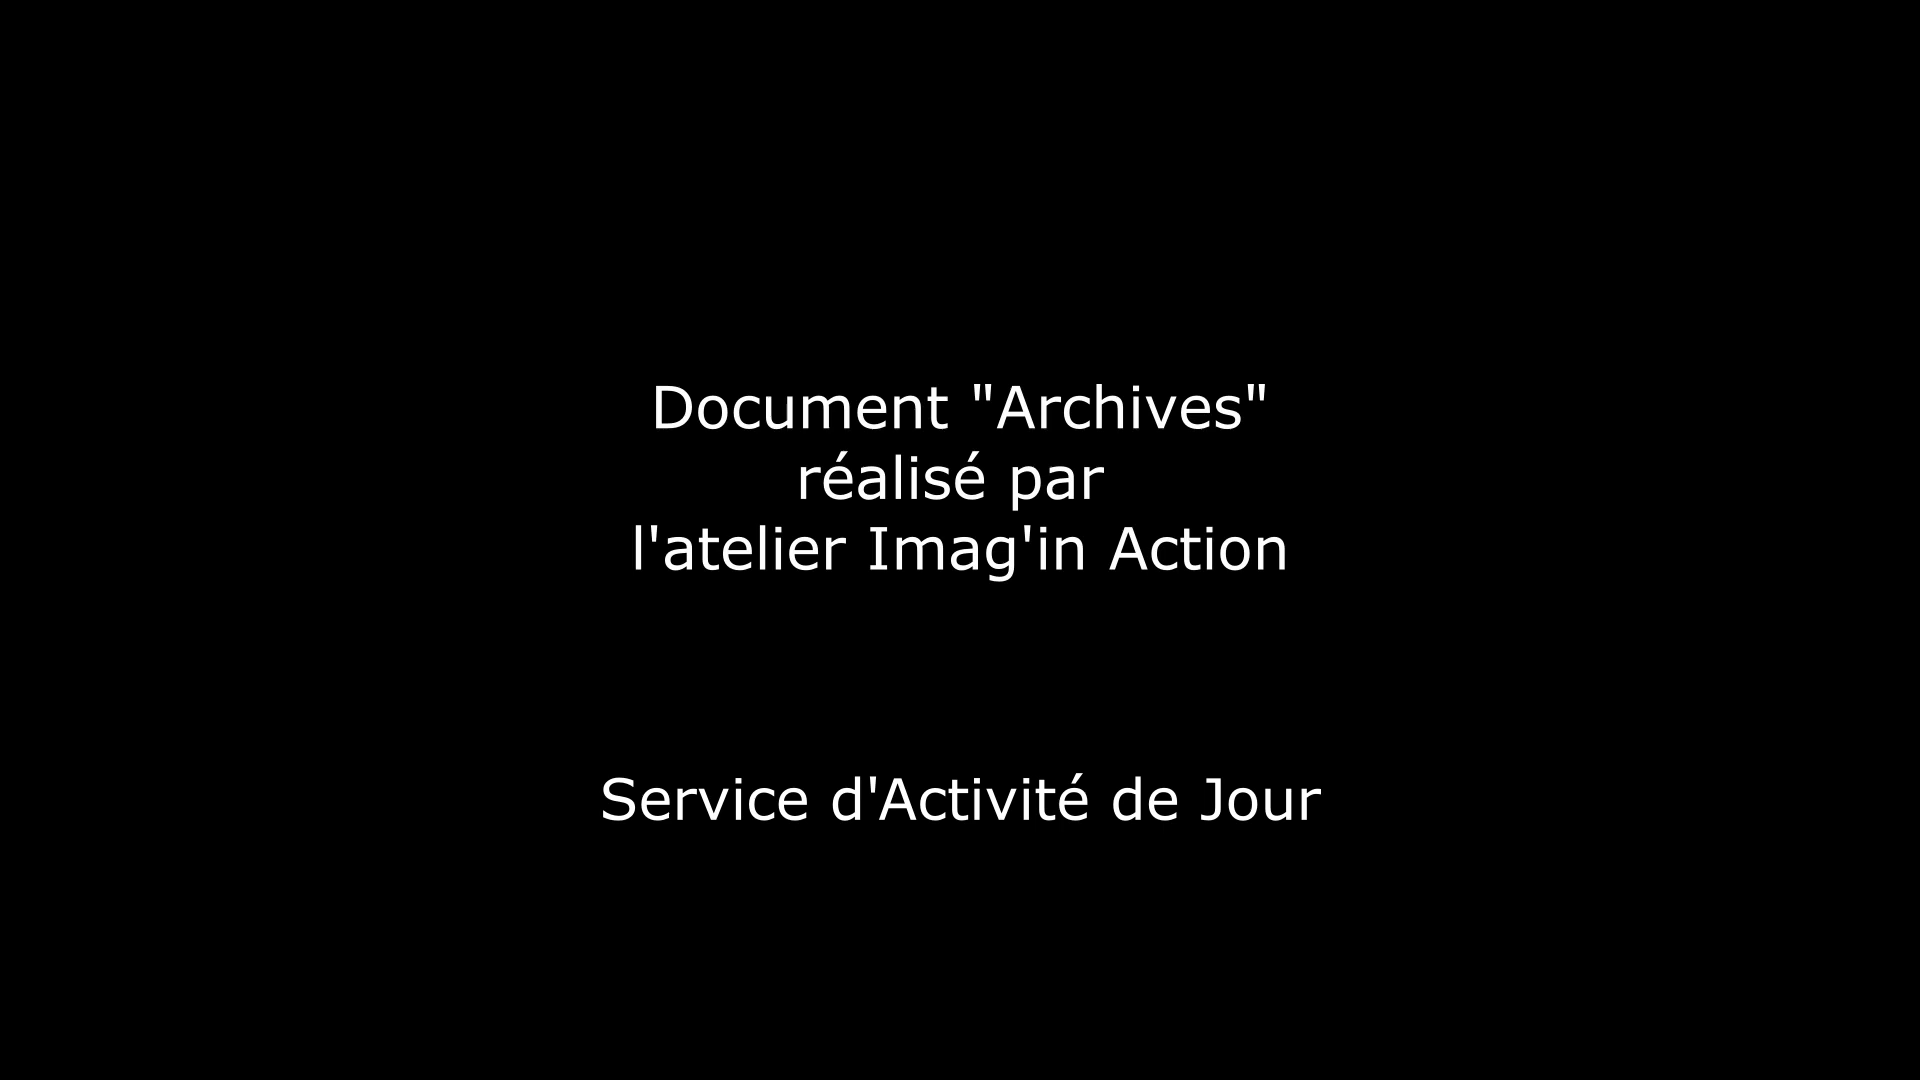 Document "Archives"
réalisé par
l'atelier Imag'in Action
Service d'Activité de Jour